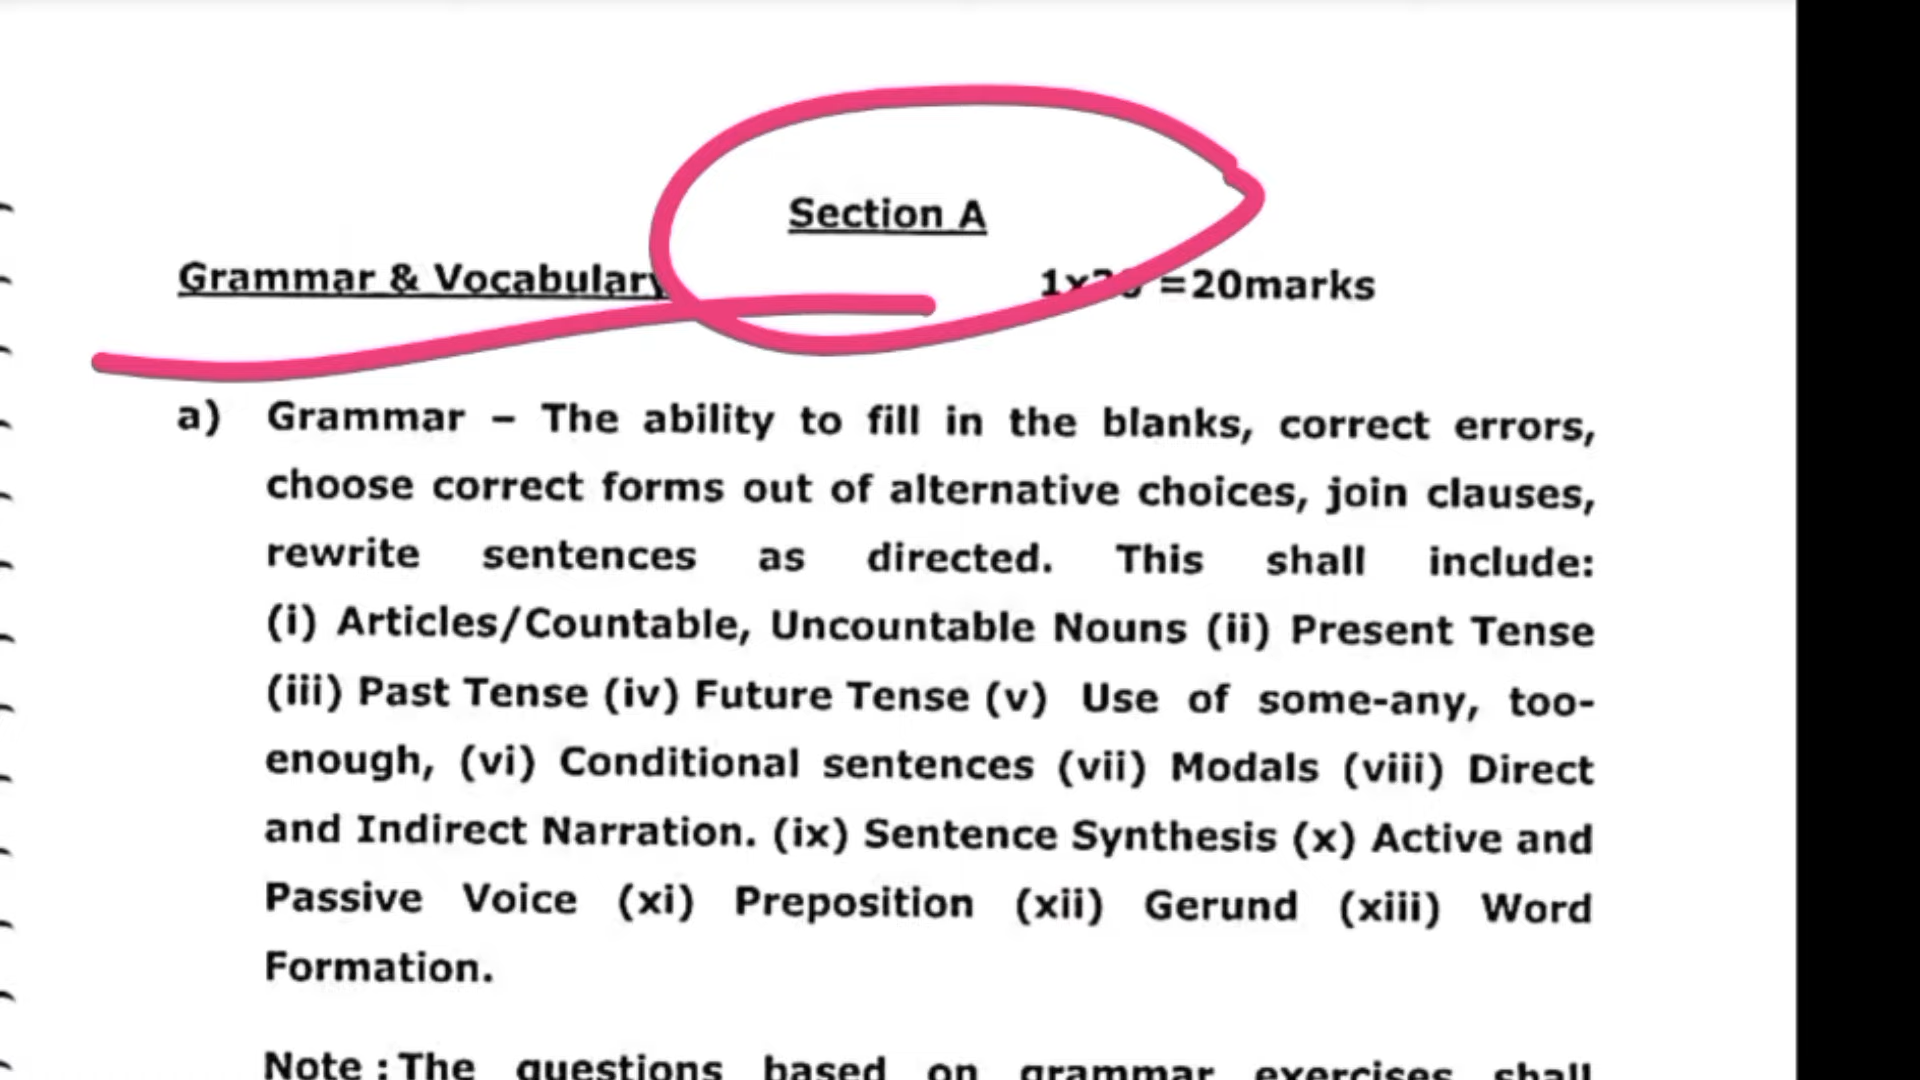 Section A
Grammar & Vocabulary 1x20 =20marks
a) Grammar – The ability to fill in the blanks, correct errors,
choose correct forms out of alternative choices, join clauses,
rewrite sentences as directed. This shall include:
(i) Articles/Countable, Uncountable Nouns (ii) Present Tense
(iii) Past Tense (iv) Future Tense (v) Use of some-any, too-
enough, (vi) Conditional sentences (vii) Modals (viii) Direct
and Indirect Narration. (ix) Sentence Synthesis (x) Active and
Passive Voice (xi) Preposition (xii) Gerund (xiii) Word
Formation.
Note : The questions based on grammar exercises shall